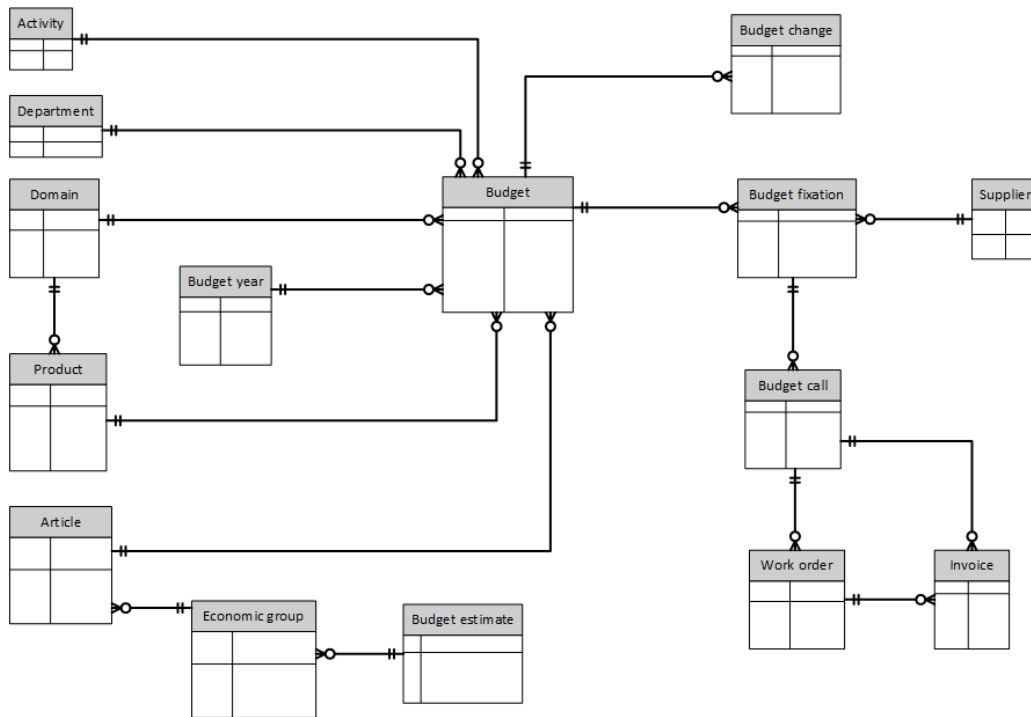 Activity
Budget change
Department
Domain
Budget
Budget fixation
Supplier
Budget year
Product
Budget call
Article
Work order
Invoice
Economic group
Budget estimate